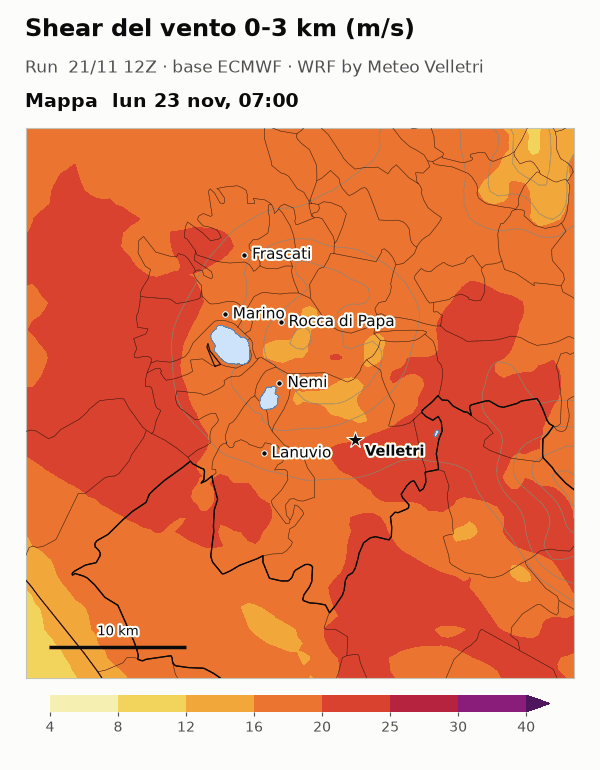 Shear del vento 0-3 km (m/s)
Run  21/11 12Z · base ECMWF · WRF by Meteo Velletri
Mappa  lun 23 nov, 07:00
Frascati
Marino
Rocca di Papa
Nemi
Velletri
Lanuvio
10 km
4 8 12 16 20 25 30 40